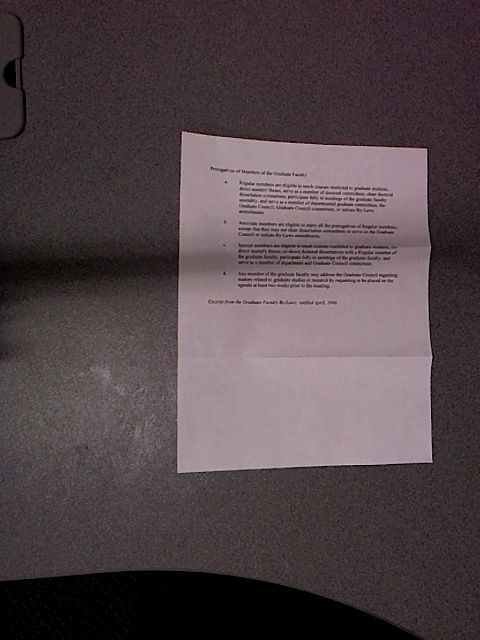 Prerogatives of Members of the Graduate Faculty
a. Regular members are eligible to teach courses restricted to graduate students,
direct masters' theses, serve as a member of doctoral committees, chair doctoral
dissertation committees, participate fully in meetings of the graduate faculty
assembly, and serve as a member of departmental graduate committees, the
Graduate Council, Graduate Council committees, or initiate By-Laws
amendments.
b. Associate members are eligible to enjoy all the prerogatives of Regular members,
except that they may not chair dissertation committees or serve on the Graduate
Council or initiate By-Laws amendments.
c. Special members are eligible to teach courses restricted to graduate students, co-
direct master's theses, co-direct doctoral dissertations with a Regular member of
the graduate faculty, participate fully in meetings of the graduate faculty, and
serve as a member of department and Graduate Council committees.
d. Any member of the graduate faculty may address the Graduate Council regarding
matters related to graduate studies or research by requesting to be placed on the
agenda at least two weeks prior to the meeting.
Excerpt from the Graduate Faculty By-Laws, ratified April, 1996